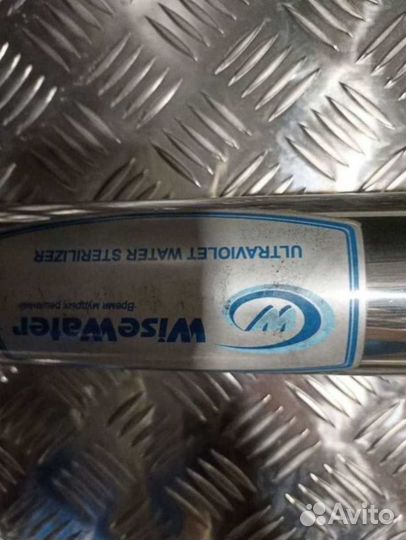 WiseWater
·Время мудрых решений·
ULTRAVIOLET WATER STERILIZER
Avito